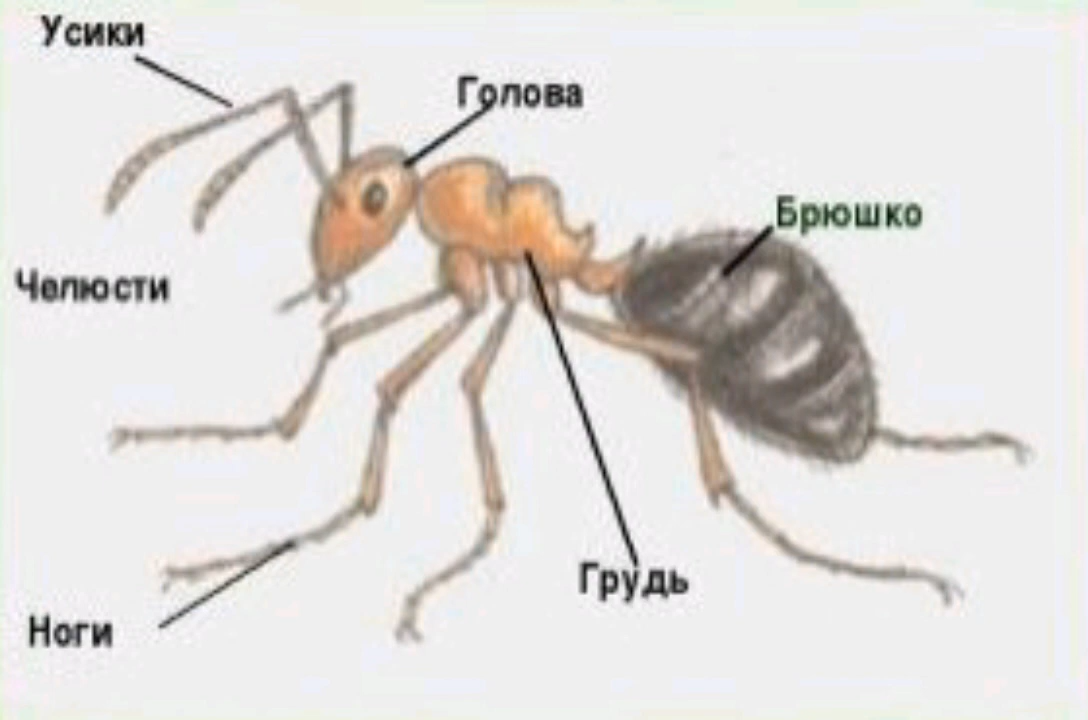 Усики
Голова
Брюшко
Челюсти
Грудь
Ноги